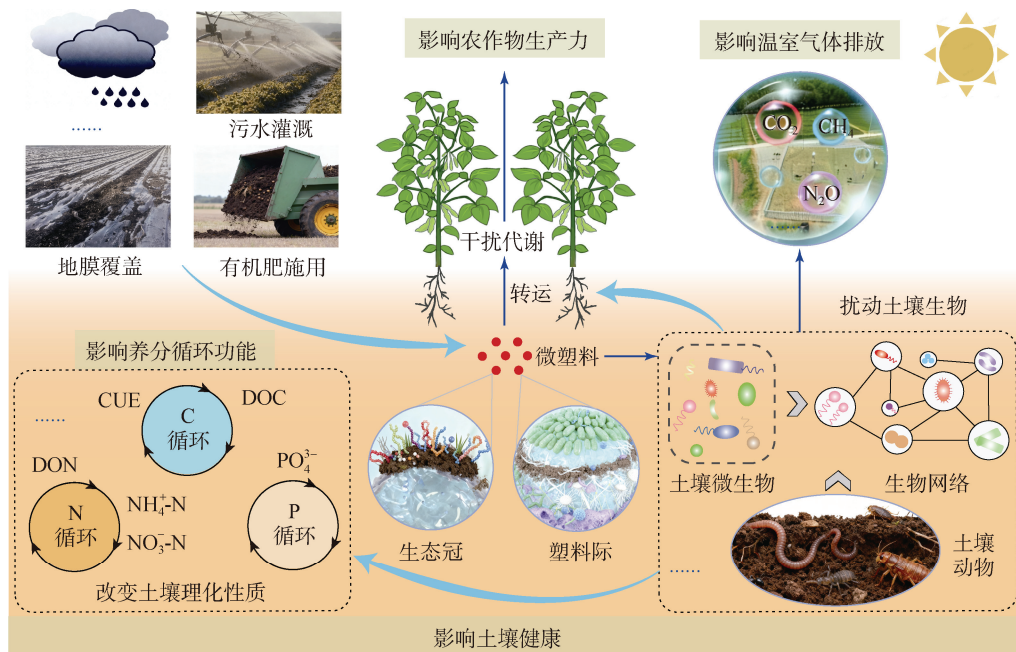 影响农作物生产力
影响温室气体排放
污水灌溉
......
地膜覆盖
有机肥施用
CO₂
CH₄
N₂O
干扰代谢
转运
扰动土壤生物
影响养分循环功能
微塑料
......
CUE
C
循环
DOC
DON
N
循环
NH₄⁺-N
NO₃⁻-N
PO₄³⁻
P
循环
改变土壤理化性质
生态冠
塑料际
土壤微生物
生物网络
土壤
动物
......
影响土壤健康